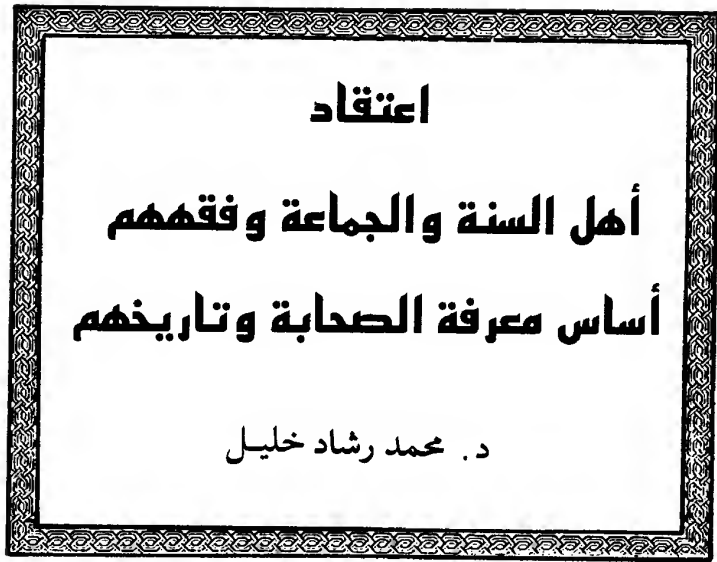 اعتقاد
أهل السنة والجماعة وفقههم
أساس معرفة الصحابة وتاريخهم
د. محمد رشاد خليل